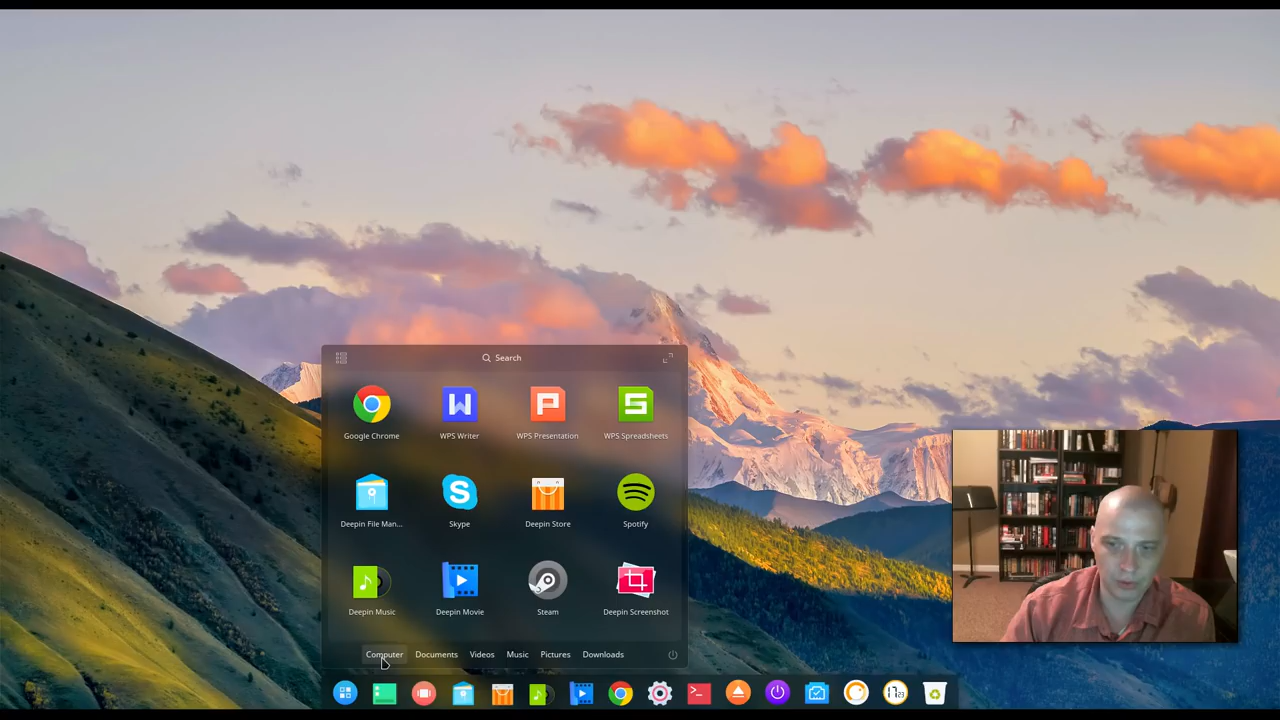 Search
Google Chrome
WPS Writer
WPS Presentation
WPS Spreadsheets
Deepin File Man...
Skype
Deepin Store
Spotify
Deepin Music
Deepin Movie
Steam
Deepin Screenshot
Computer
Documents
Videos
Music
Pictures
Downloads